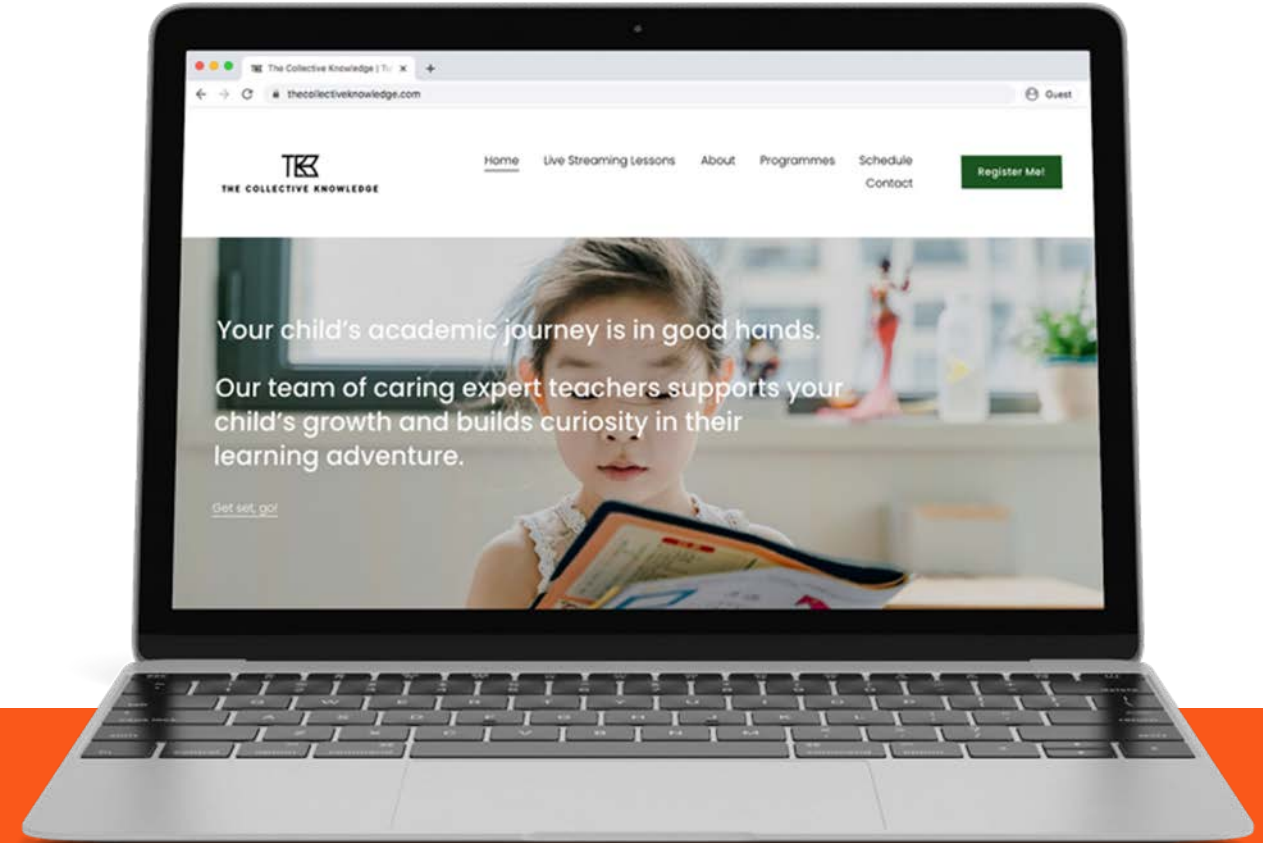 The Collective Knowledge | Tu
thecollectiveknowledge.com
Guest
TCK
THE COLLECTIVE KNOWLEDGE
Home
Live Streaming Lessons
About
Programmes
Schedule
Contact
Register Me!
Your child's academic journey is in good hands.
Our team of caring expert teachers supports your
child's growth and builds curiosity in their
learning adventure.
Get set, go!